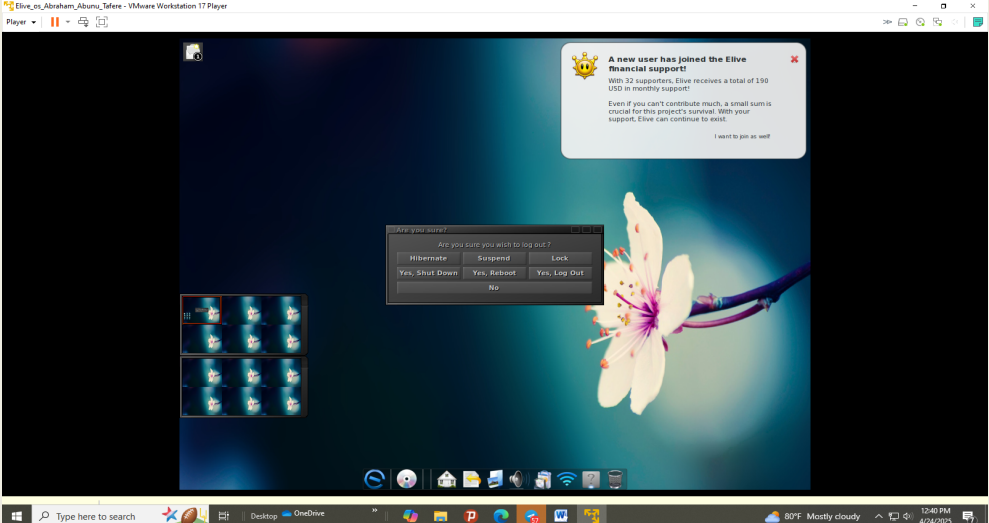 Elive_os_Abraham_Abunu_Tafere - VMware Workstation 17 Player
Player
1
A new user has joined the Elive
financial support!
With 32 supporters, Elive receives a total of 190
USD in monthly support!
Even if you can't contribute much, a small sum is
crucial for this project's survival. With your
support, Elive can continue to exist.
I want to join as well!
Are you sure?
Are you sure you wish to log out ?
Hibernate Suspend Lock
Yes, Shut Down Yes, Reboot Yes, Log Out
No
Type here to search
Desktop
OneDrive
57
80°F Mostly cloudy
12:40 PM
4/24/2025